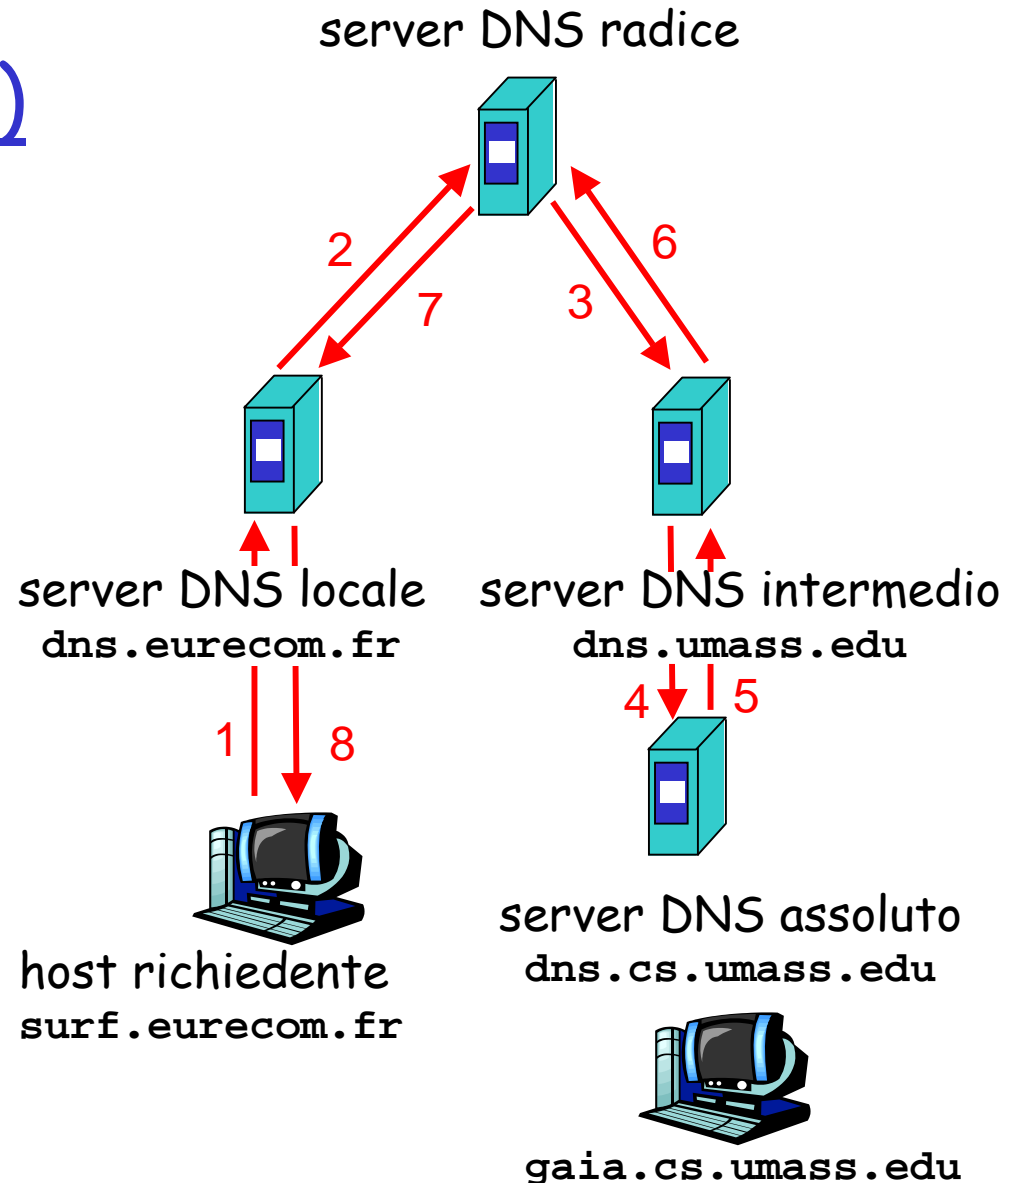 server DNS radice
)
2
7
3
6
server DNS locale
dns.eurecom.fr
server DNS intermedio
dns.umass.edu
1
8
4
5
host richiedente
surf.eurecom.fr
server DNS assoluto
dns.cs.umass.edu
gaia.cs.umass.edu